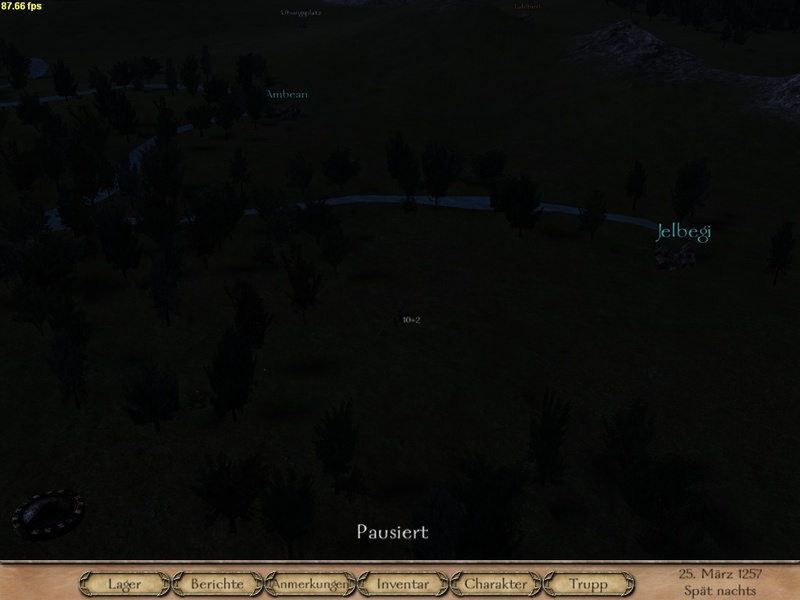 87.66 fps
Übungsplatz
Ambean
Jelbegi
10+2
Pausiert
Lager
Berichte
Anmerkungen
Inventar
Charakter
Trupp
25. März 1257
Spät nachts